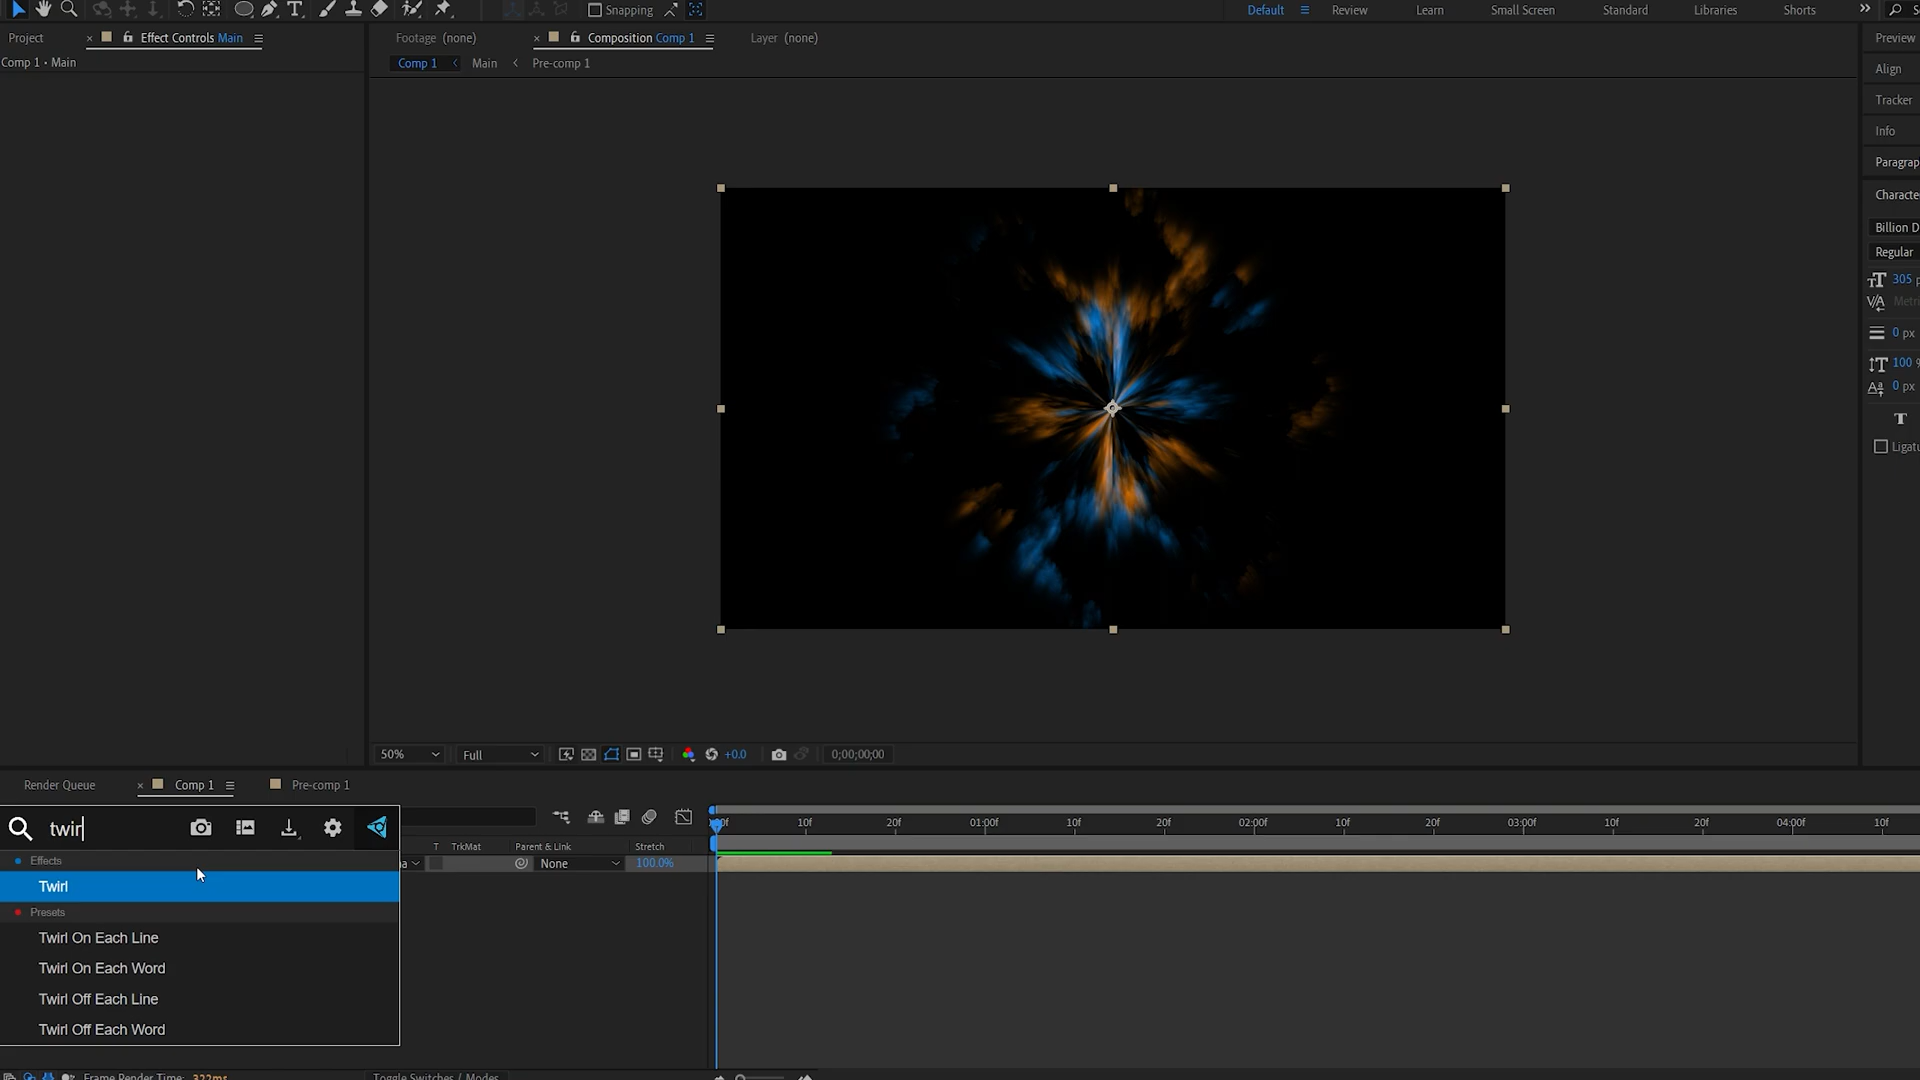 Snapping
Default
Review
Learn
Small Screen
Standard
Libraries
Shorts
Project
Effect Controls Main
Footage (none)
Composition Comp 1
Layer (none)
Preview
Comp 1 • Main
Comp 1
Main
Pre-comp 1
Align
Tracker
Info
Paragrap
Characte
Billion D
Regular
305 p
Metri
0 px
100 %
0 px
T
Ligatu
50%
Full
+0.0
0;00;00;00
Render Queue
Comp 1
Pre-comp 1
twirl
:00f
10f
20f
01:00f
10f
20f
02:00f
10f
20f
03:00f
10f
20f
04:00f
10f
T
TrkMat
Parent & Link
Stretch
Effects
None
100.0%
Twirl
Presets
Twirl On Each Line
Twirl On Each Word
Twirl Off Each Line
Twirl Off Each Word
Frame Render Time: 322ms
Toggle Switches / Modes